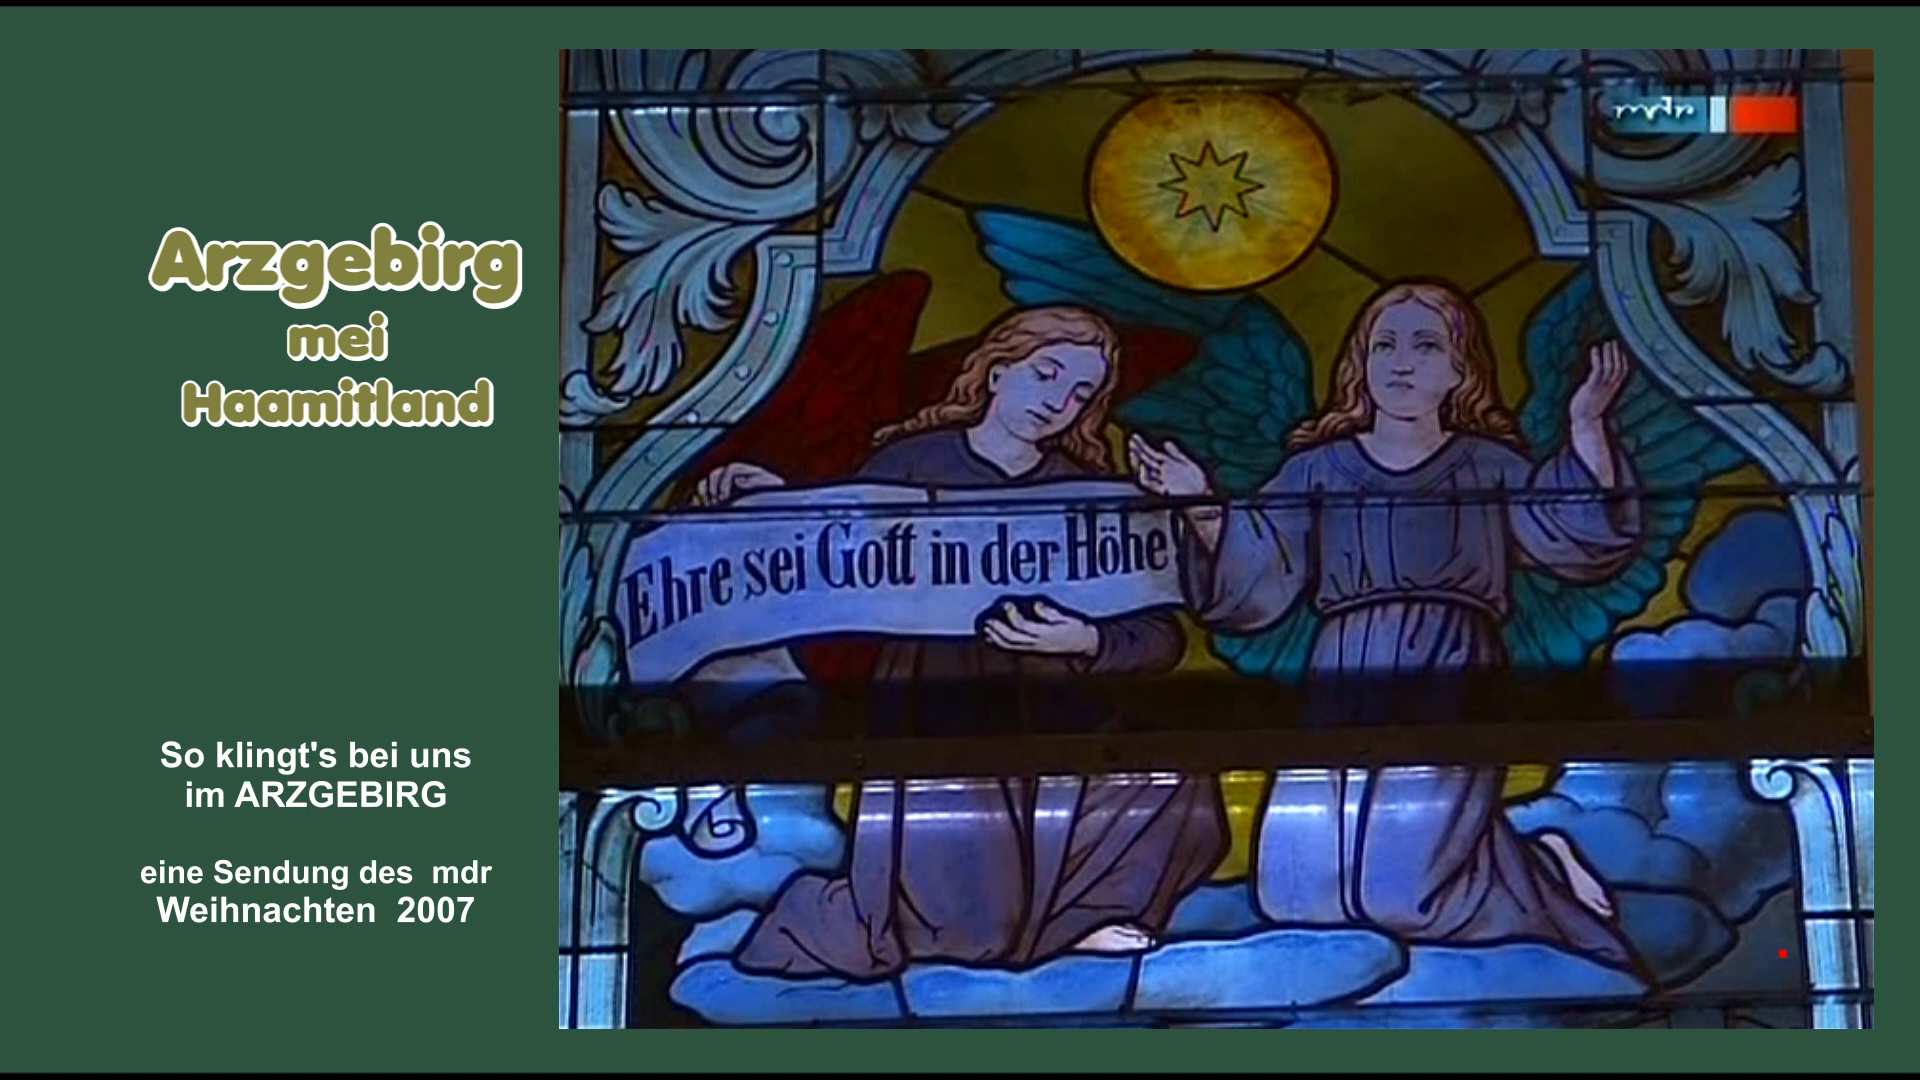 Arzgebirg
mei
Haamitland
mdr
Ehre sei Gott in der Höhe!
So klingt's bei uns
im ARZGEBIRG
eine Sendung des mdr
Weihnachten 2007